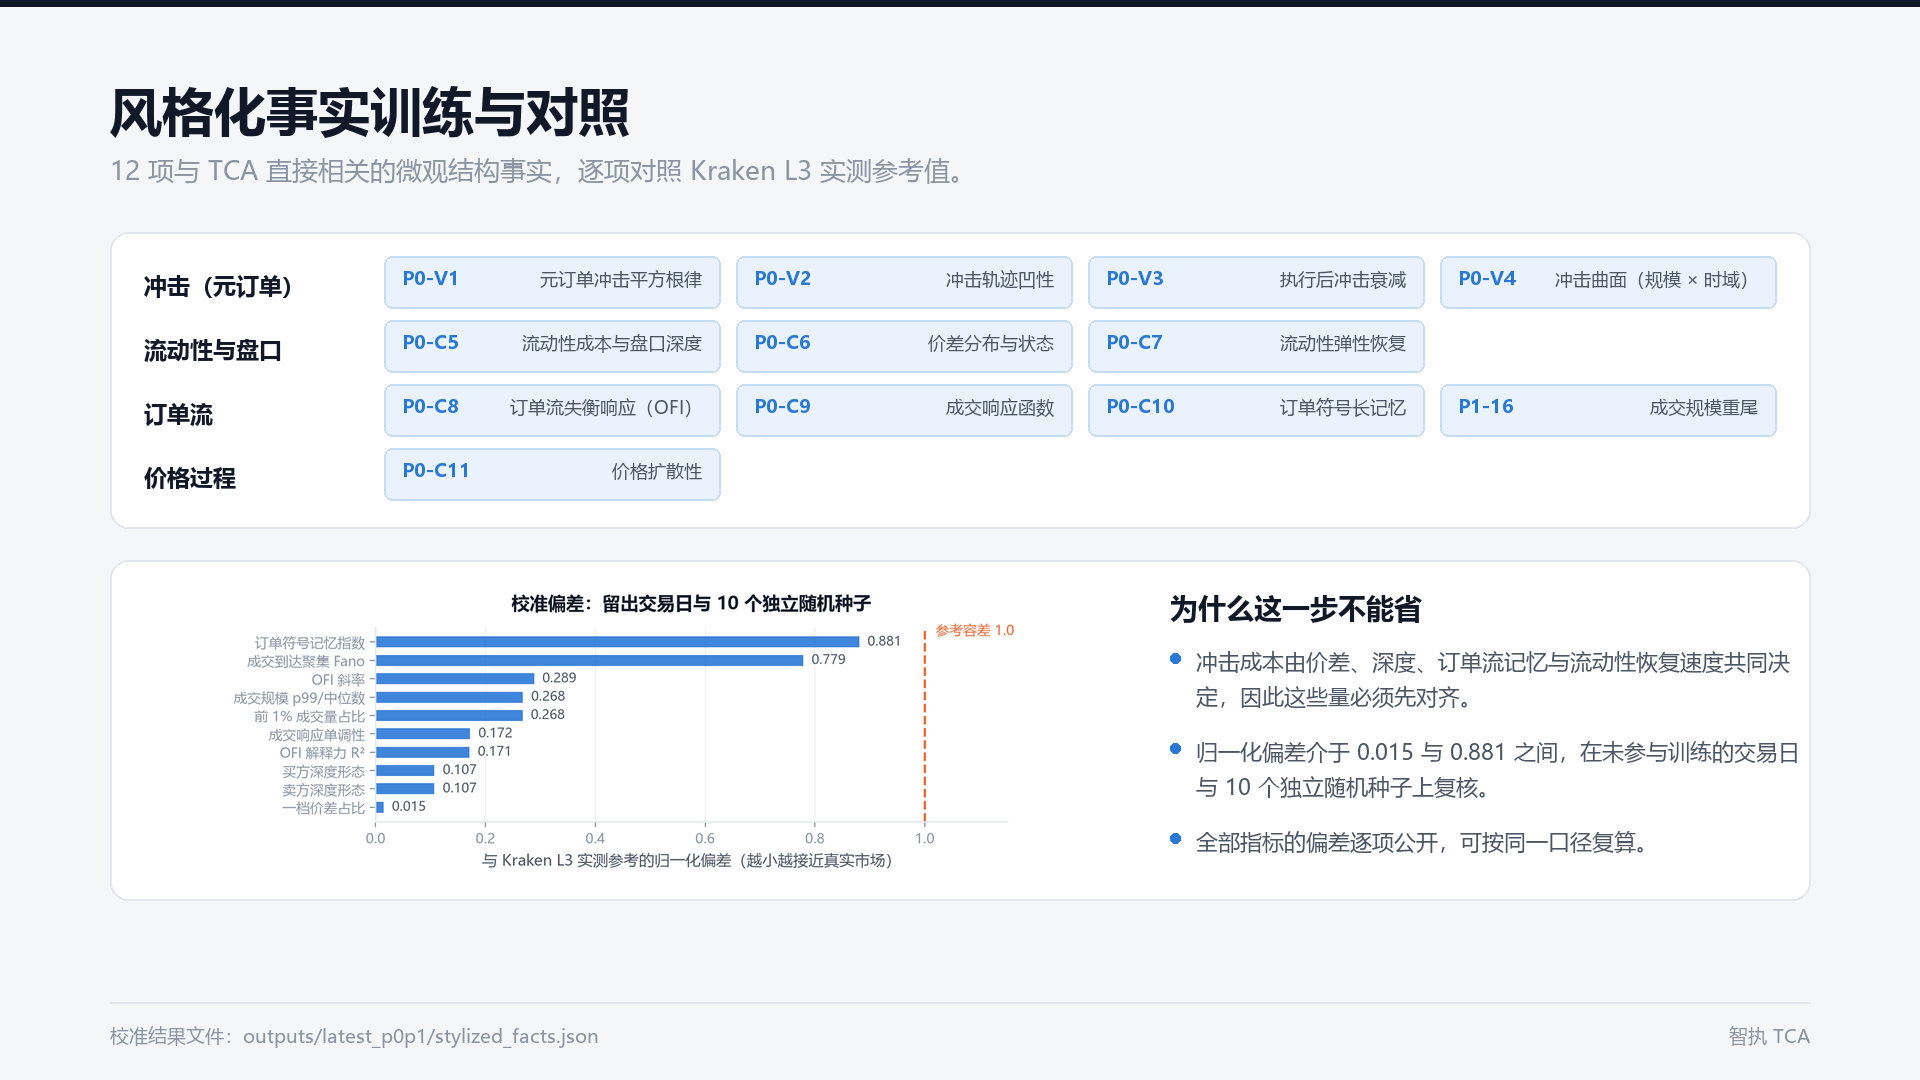 风格化事实训练与对照
12 项与 TCA 直接相关的微观结构事实，逐项对照 Kraken L3 实测参考值。
冲击（元订单）
P0-V1 元订单冲击平方根律
P0-V2 冲击轨迹凹性
P0-V3 执行后冲击衰减
P0-V4 冲击曲面（规模 × 时域）
流动性与盘口
P0-C5 流动性成本与盘口深度
P0-C6 价差分布与状态
P0-C7 流动性弹性恢复
订单流
P0-C8 订单流失衡响应（OFI）
P0-C9 成交响应函数
P0-C10 订单符号长记忆
P1-16 成交规模重尾
价格过程
P0-C11 价格扩散性
校准偏差：留出交易日与 10 个独立随机种子
参考容差 1.0
订单符号记忆指数 0.881
成交到达聚集 Fano 0.779
OFI 斜率 0.289
成交规模 p99/中位数 0.268
前 1% 成交量占比 0.268
成交响应单调性 0.172
OFI 解释力 R² 0.171
买方深度形态 0.107
卖方深度形态 0.107
一档价差占比 0.015
0.0 0.2 0.4 0.6 0.8 1.0
与 Kraken L3 实测参考的归一化偏差（越小越接近真实市场）
为什么这一步不能省
冲击成本由价差、深度、订单流记忆与流动性恢复速度共同决
定，因此这些量必须先对齐。
归一化偏差介于 0.015 与 0.881 之间，在未参与训练的交易日
与 10 个独立随机种子上复核。
全部指标的偏差逐项公开，可按同一口径复算。
校准结果文件：outputs/latest_p0p1/stylized_facts.json
智执 TCA